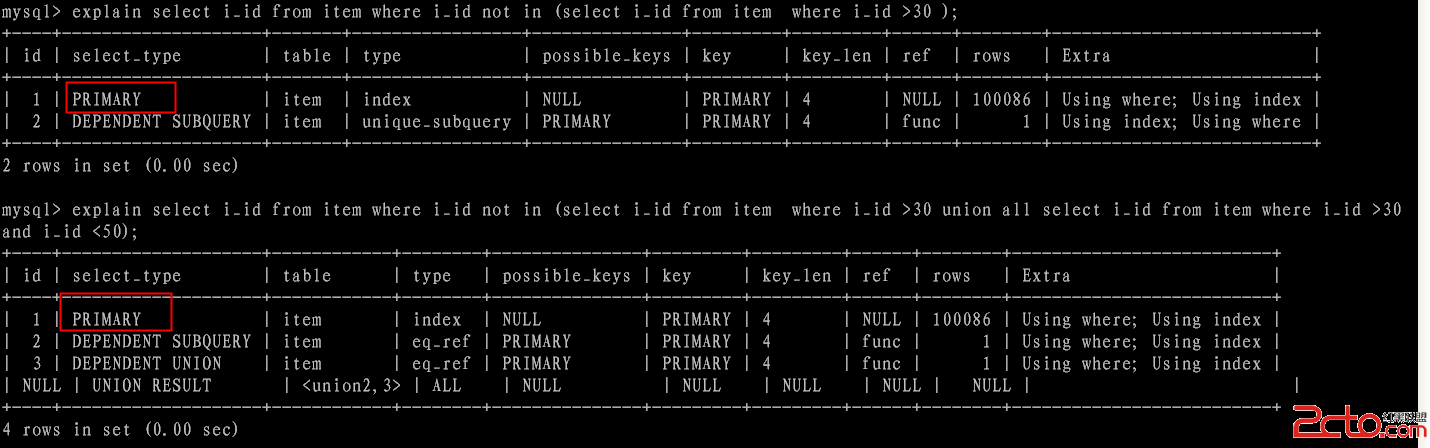 mysql> explain select i_id from item where i_id not in (select i_id from item  where i_id >30 );
+----+--------------------+-------+-----------------+---------------+---------+---------+------+--------+--------------------------+
| id | select_type        | table | type            | possible_keys | key     | key_len | ref  | rows   | Extra                    |
+----+--------------------+-------+-----------------+---------------+---------+---------+------+--------+--------------------------+
|  1 | PRIMARY            | item  | index           | NULL          | PRIMARY | 4       | NULL | 100086 | Using where; Using index |
|  2 | DEPENDENT SUBQUERY | item  | unique_subquery | PRIMARY       | PRIMARY | 4       | func |      1 | Using index; Using where |
+----+--------------------+-------+-----------------+---------------+---------+---------+------+--------+--------------------------+
2 rows in set (0.00 sec)
mysql> explain select i_id from item where i_id not in (select i_id from item  where i_id >30 union all select i_id from item where i_id >30
and i_id <50);
+----+--------------------+------------+--------+---------------+---------+---------+------+--------+--------------------------+
| id | select_type        | table      | type   | possible_keys | key     | key_len | ref  | rows   | Extra                    |
+----+--------------------+------------+--------+---------------+---------+---------+------+--------+--------------------------+
|  1 | PRIMARY            | item       | index  | NULL          | PRIMARY | 4       | NULL | 100086 | Using where; Using index |
|  2 | DEPENDENT SUBQUERY | item       | eq_ref | PRIMARY       | PRIMARY | 4       | func |      1 | Using where; Using index |
|  3 | DEPENDENT UNION    | item       | eq_ref | PRIMARY       | PRIMARY | 4       | func |      1 | Using where; Using index |
| NULL | UNION RESULT       | <union2,3> | ALL    | NULL          | NULL    | NULL    | NULL |   NULL |                          |
+----+--------------------+------------+--------+---------------+---------+---------+------+--------+--------------------------+
4 rows in set (0.00 sec)
2cto.com